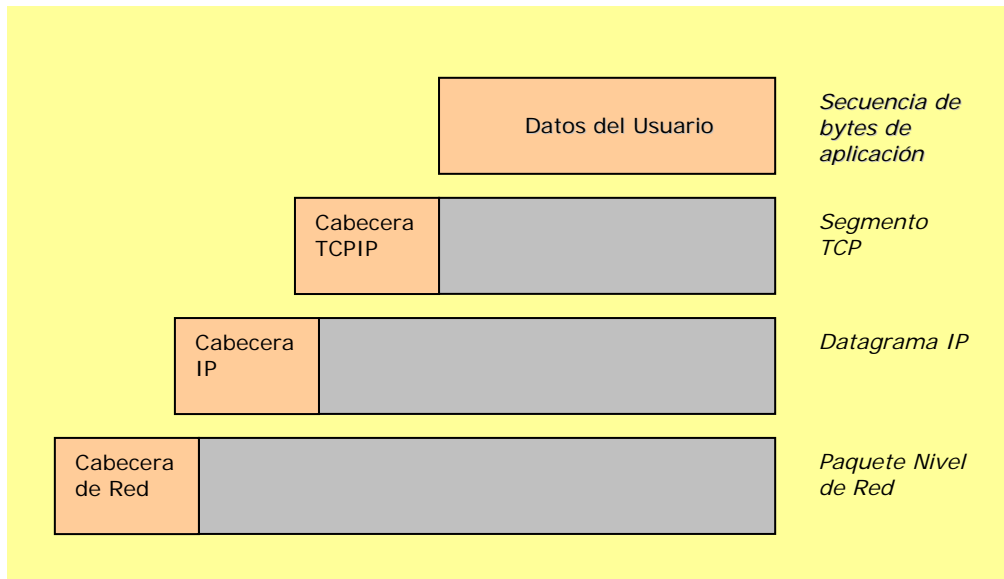 Datos del Usuario
Secuencia de
bytes de
aplicación
Cabecera
TCPIP
Segmento
TCP
Cabecera
IP
Datagrama IP
Cabecera
de Red
Paquete Nivel
de Red